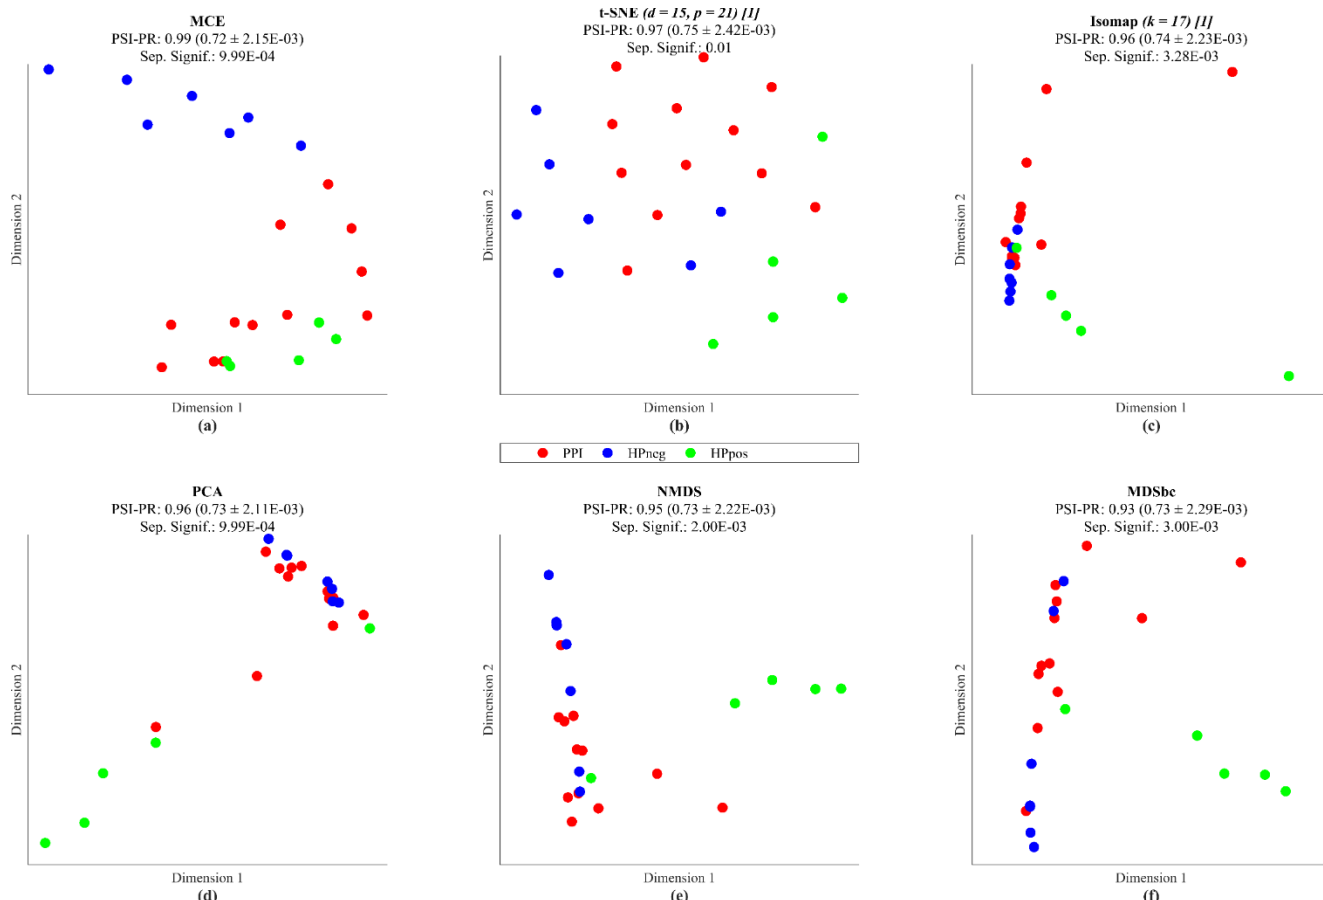 MCE
PSI-PR: 0.99 (0.72 ± 2.15E-03)
Sep. Signif.: 9.99E-04
Dimension 2
Dimension 1
(a)
t-SNE (d = 15, p = 21) [1]
PSI-PR: 0.97 (0.75 ± 2.42E-03)
Sep. Signif.: 0.01
Dimension 2
Dimension 1
(b)
Isomap (k = 17) [1]
PSI-PR: 0.96 (0.74 ± 2.23E-03)
Sep. Signif.: 3.28E-03
Dimension 2
Dimension 1
(c)
PPI HPneg HPpos
PCA
PSI-PR: 0.96 (0.73 ± 2.11E-03)
Sep. Signif.: 9.99E-04
Dimension 2
Dimension 1
(d)
NMDS
PSI-PR: 0.95 (0.73 ± 2.22E-03)
Sep. Signif.: 2.00E-03
Dimension 2
Dimension 1
(e)
MDSbc
PSI-PR: 0.93 (0.73 ± 2.29E-03)
Sep. Signif.: 3.00E-03
Dimension 2
Dimension 1
(f)